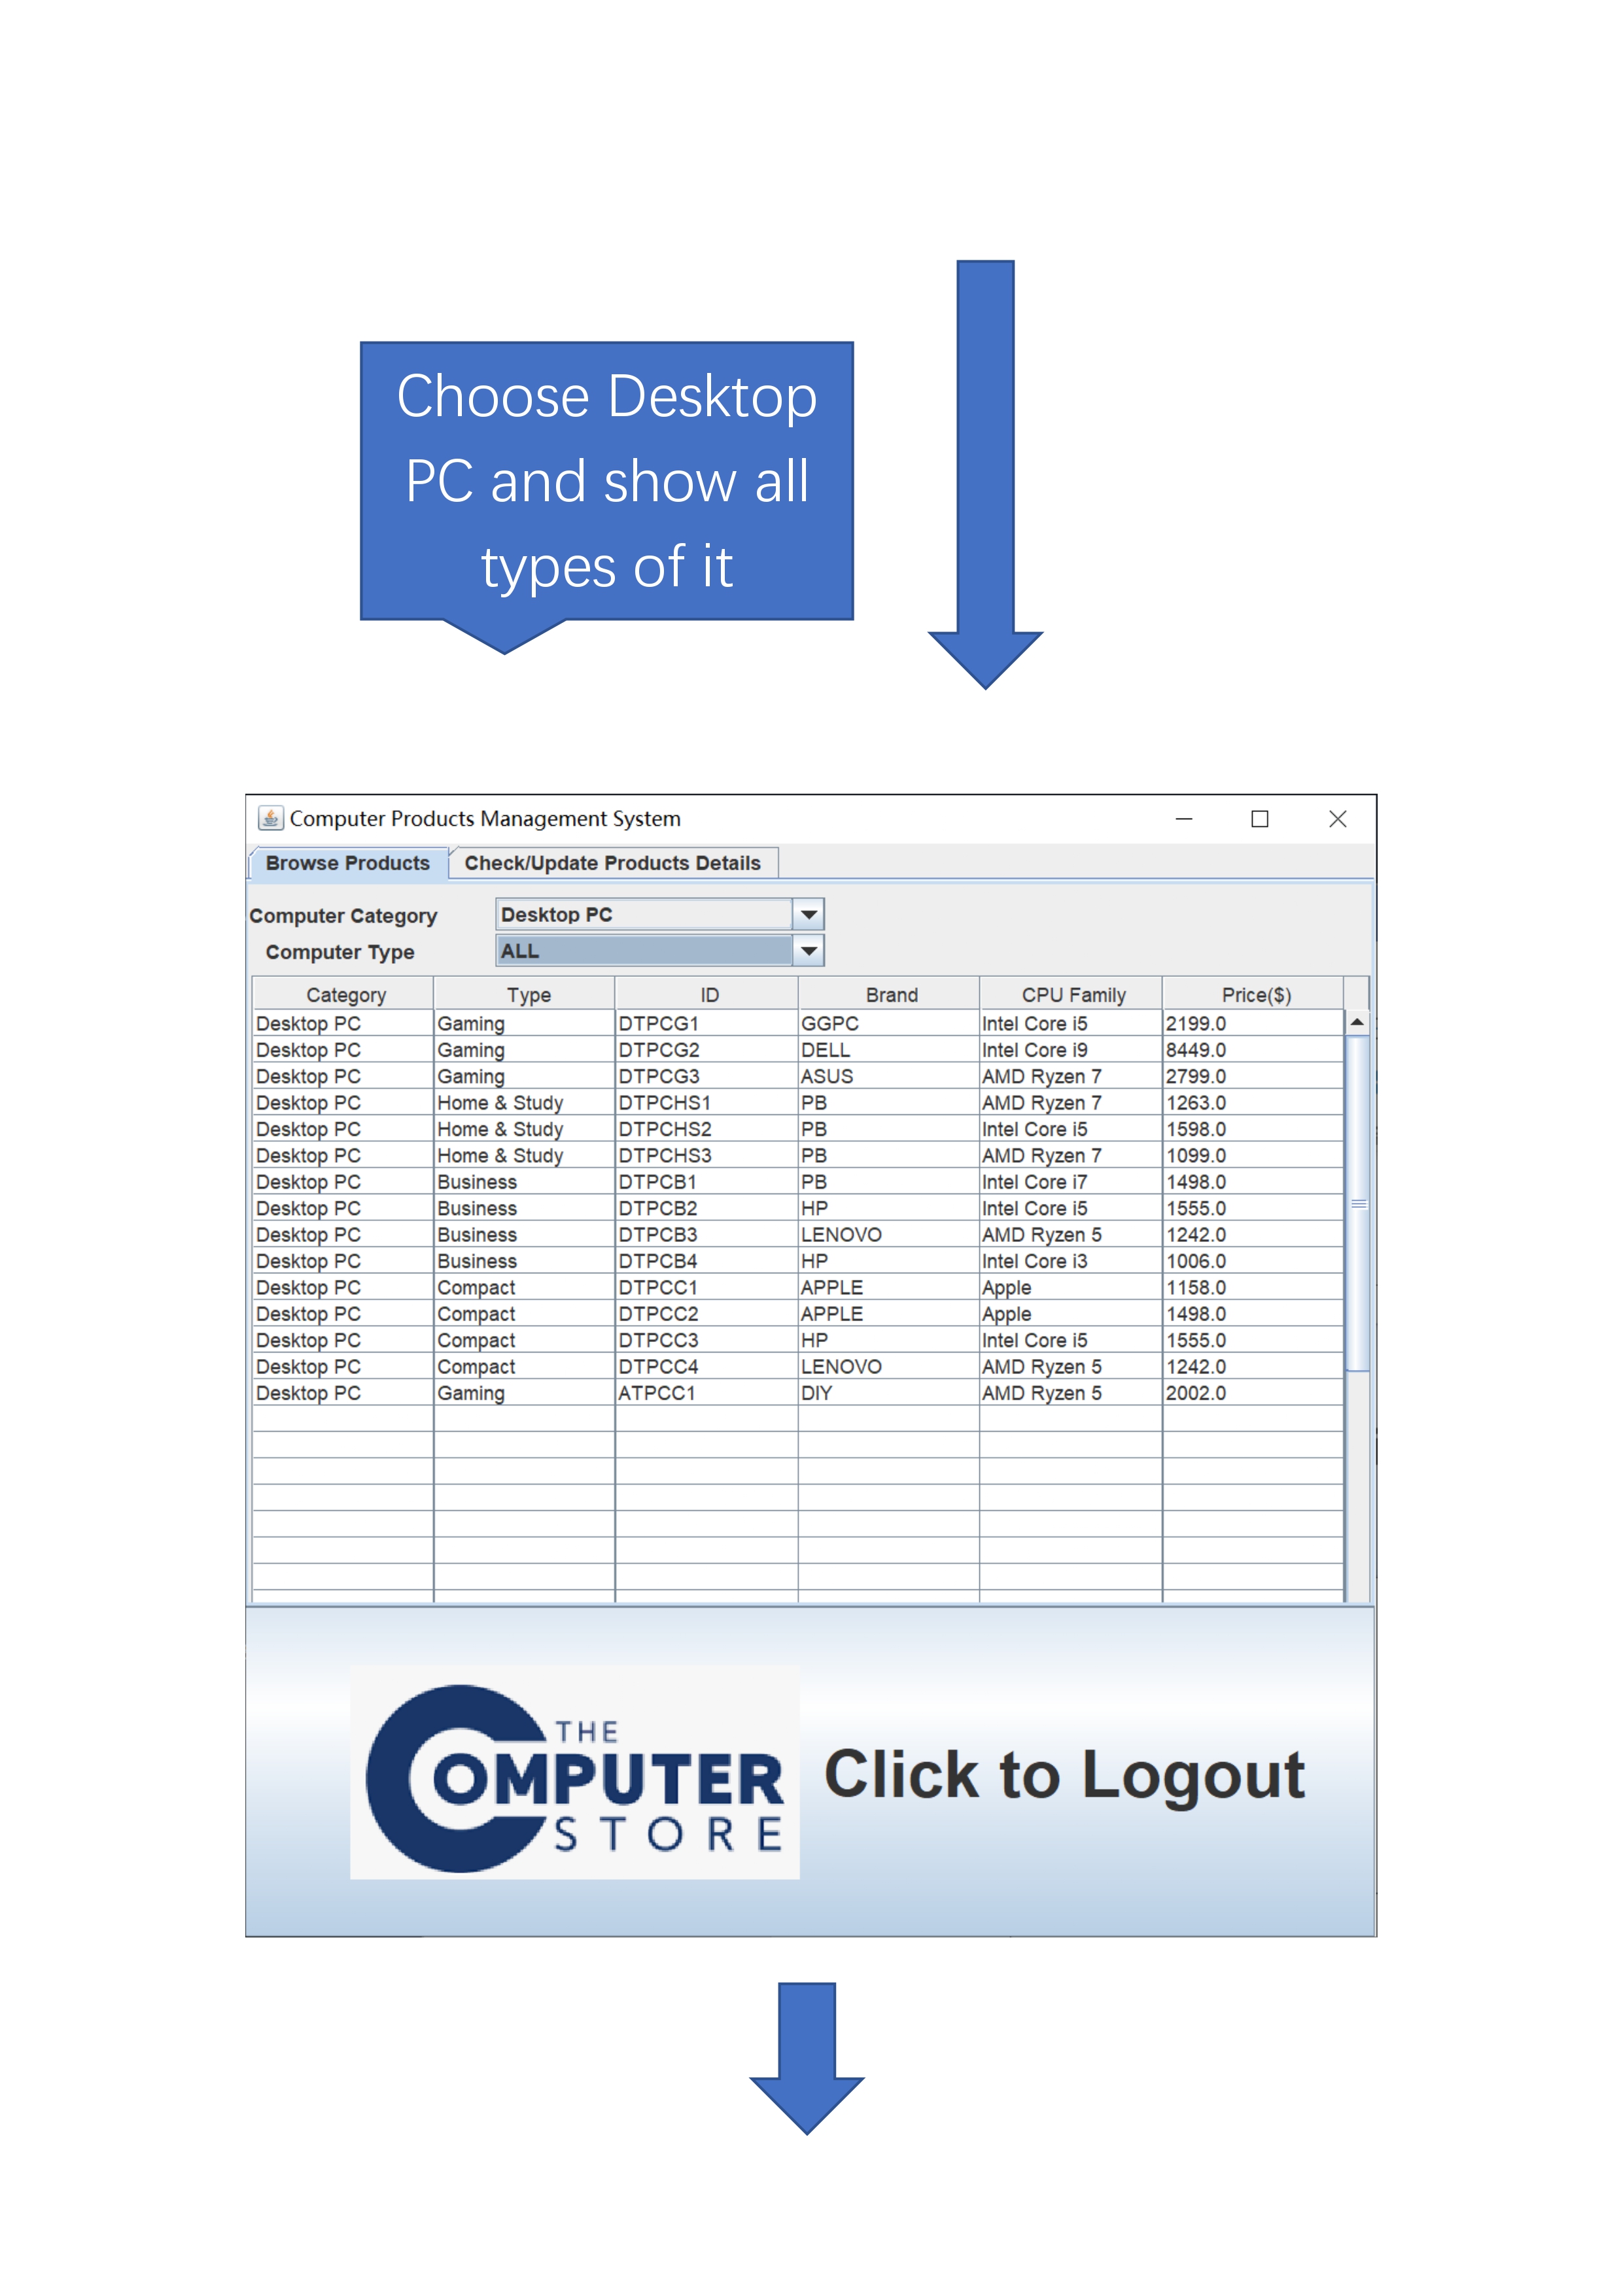 Choose Desktop
PC and show all
types of it
Computer Products Management System
Browse Products Check/Update Products Details
Computer Category Desktop PC
Computer Type ALL
Category Type ID Brand CPU Family Price($)
Desktop PC Gaming DTPCG1 GGPC Intel Core i5 2199.0
Desktop PC Gaming DTPCG2 DELL Intel Core i9 8449.0
Desktop PC Gaming DTPCG3 ASUS AMD Ryzen 7 2799.0
Desktop PC Home & Study DTPCHS1 PB AMD Ryzen 7 1263.0
Desktop PC Home & Study DTPCHS2 PB Intel Core i5 1598.0
Desktop PC Home & Study DTPCHS3 PB AMD Ryzen 7 1099.0
Desktop PC Business DTPCB1 PB Intel Core i7 1498.0
Desktop PC Business DTPCB2 HP Intel Core i5 1555.0
Desktop PC Business DTPCB3 LENOVO AMD Ryzen 5 1242.0
Desktop PC Business DTPCB4 HP Intel Core i3 1006.0
Desktop PC Compact DTPCC1 APPLE Apple 1158.0
Desktop PC Compact DTPCC2 APPLE Apple 1498.0
Desktop PC Compact DTPCC3 HP Intel Core i5 1555.0
Desktop PC Compact DTPCC4 LENOVO AMD Ryzen 5 1242.0
Desktop PC Gaming ATPCC1 DIY AMD Ryzen 5 2002.0
THE
COMPUTER
STORE
Click to Logout